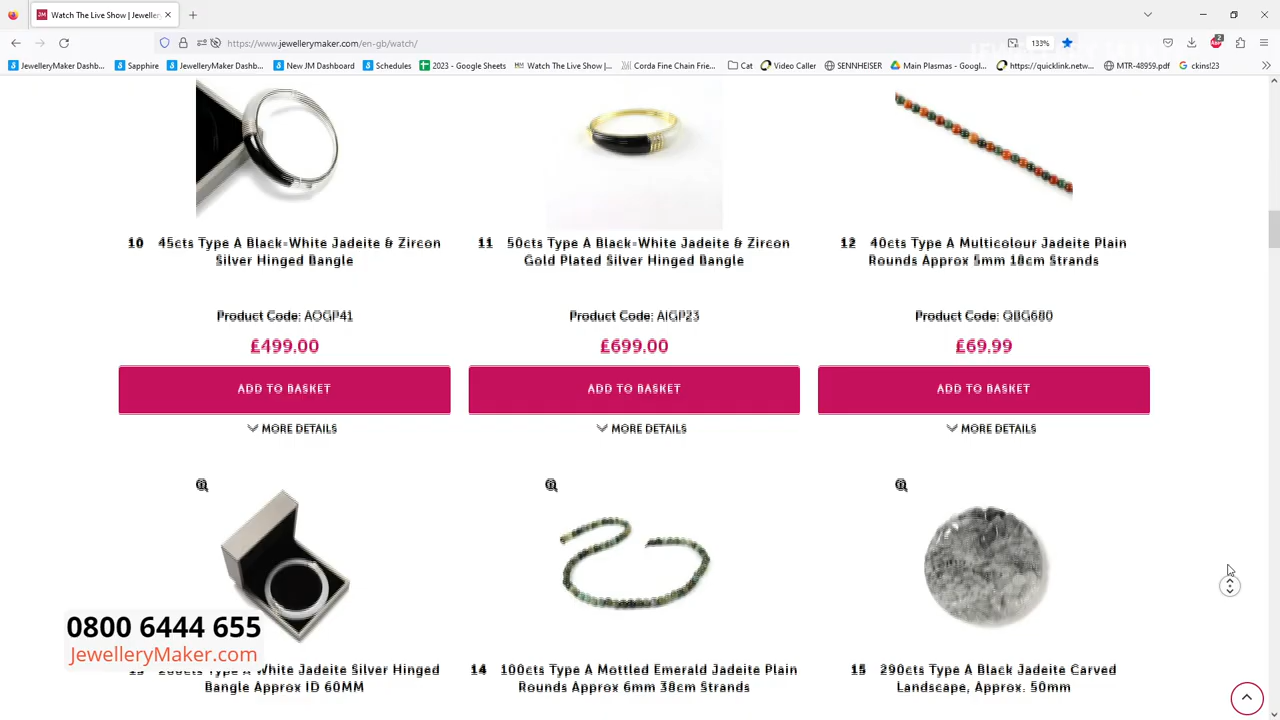 Watch The Live Show | Jeweller
https://www.jewellerymaker.com/en-gb/watch/
133%
2
JewelleryMaker Dashb...
Sapphire
JewelleryMaker Dashb...
New JM Dashboard
Schedules
2023 - Google Sheets
Watch The Live Show |...
Corda Fine Chain Frie...
Cat
Video Caller
SENNHEISER
Main Plasmas - Googl...
https://quicklink.netw...
MTR-48959.pdf
ckins!23
10 45cts Type A Black-White Jadeite & Zircon
Silver Hinged Bangle
Product Code: AOGP41
£499.00
ADD TO BASKET
MORE DETAILS
11 50cts Type A Black-White Jadeite & Zircon
Gold Plated Silver Hinged Bangle
Product Code: AIGP23
£699.00
ADD TO BASKET
MORE DETAILS
12 40cts Type A Multicolour Jadeite Plain
Rounds Approx 5mm 18cm Strands
Product Code: QBG680
£69.99
ADD TO BASKET
MORE DETAILS
0800 6444 655
JewelleryMaker.com
Type A White Jadeite Silver Hinged
Bangle Approx ID 60MM
14 100cts Type A Mottled Emerald Jadeite Plain
Rounds Approx 6mm 38cm Strands
15 290cts Type A Black Jadeite Carved
Landscape, Approx. 50mm